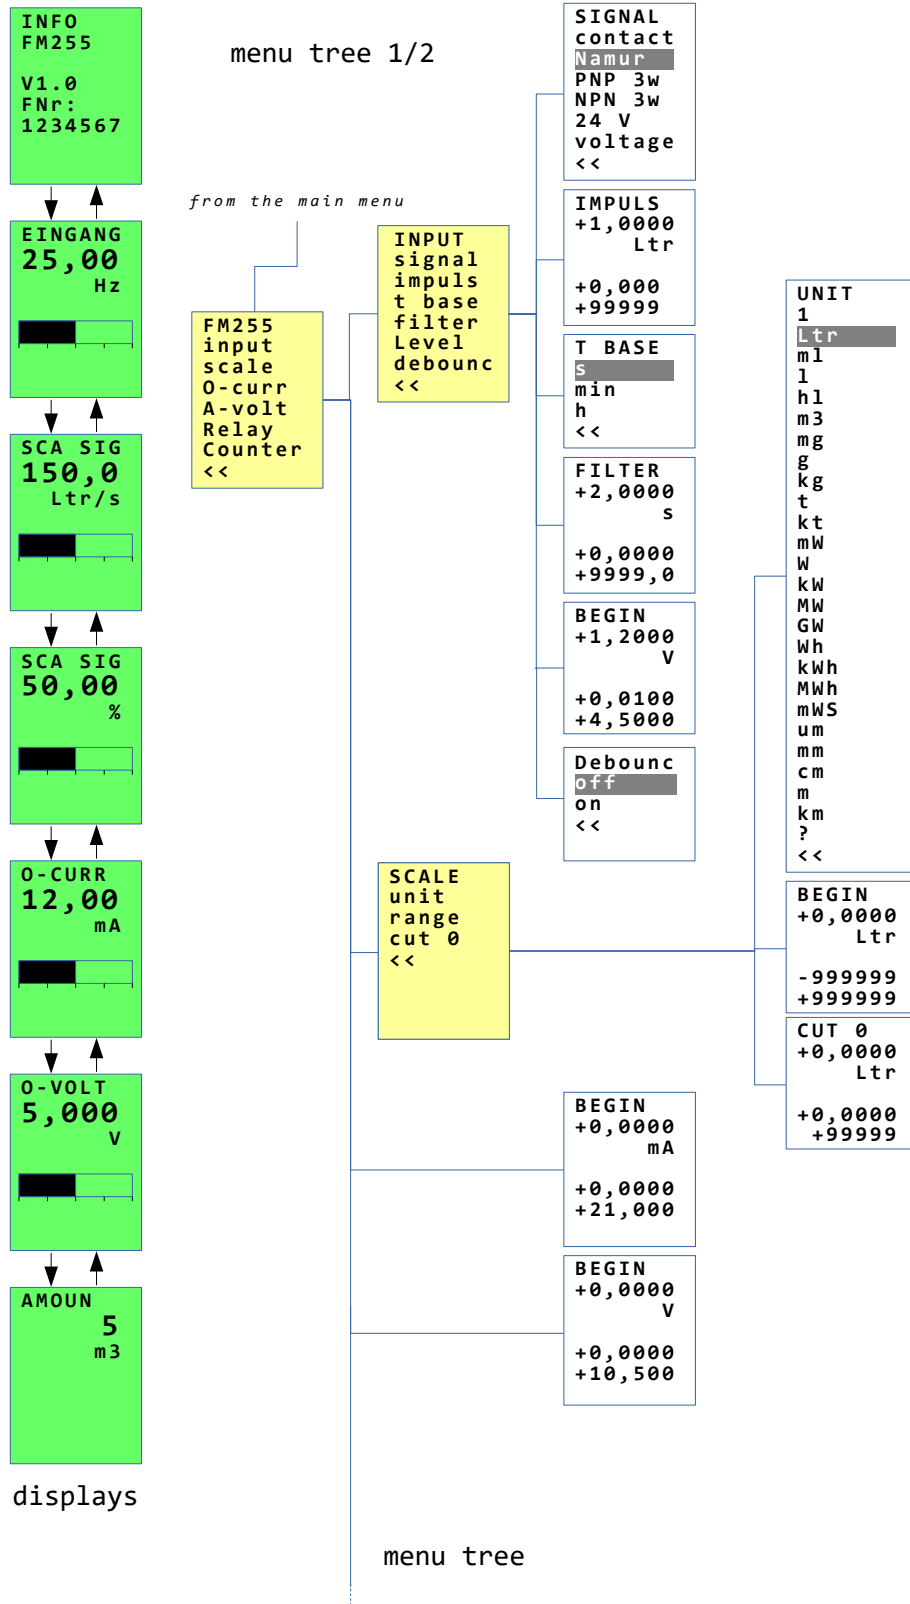 menu tree 1/2
INFO
FM255
V1.0
FNr:
1234567
EINGANG
25,00
Hz
SCA SIG
150,0
Ltr/s
SCA SIG
50,00
%
O-CURR
12,00
mA
O-VOLT
5,000
V
AMOUN
5
m3
displays
from the main menu
FM255
input
scale
O-curr
A-volt
Relay
Counter
<<
INPUT
signal
impuls
t base
filter
Level
debounc
<<
SCALE
unit
range
cut 0
<<
SIGNAL
contact
Namur
PNP 3w
NPN 3w
24 V
voltage
<<
IMPULS
+1,0000
Ltr
+0,000
+99999
T BASE
s
min
h
<<
FILTER
+2,0000
s
+0,0000
+9999,0
BEGIN
+1,2000
V
+0,0100
+4,5000
Debounc
off
on
<<
UNIT
1
Ltr
ml
l
hl
m3
mg
g
kg
t
kt
mW
W
kW
MW
GW
Wh
kWh
MWh
mWS
um
mm
cm
m
km
?
<<
BEGIN
+0,0000
Ltr
-999999
+999999
CUT 0
+0,0000
Ltr
+0,0000
+99999
BEGIN
+0,0000
mA
+0,0000
+21,000
BEGIN
+0,0000
V
+0,0000
+10,500
menu tree